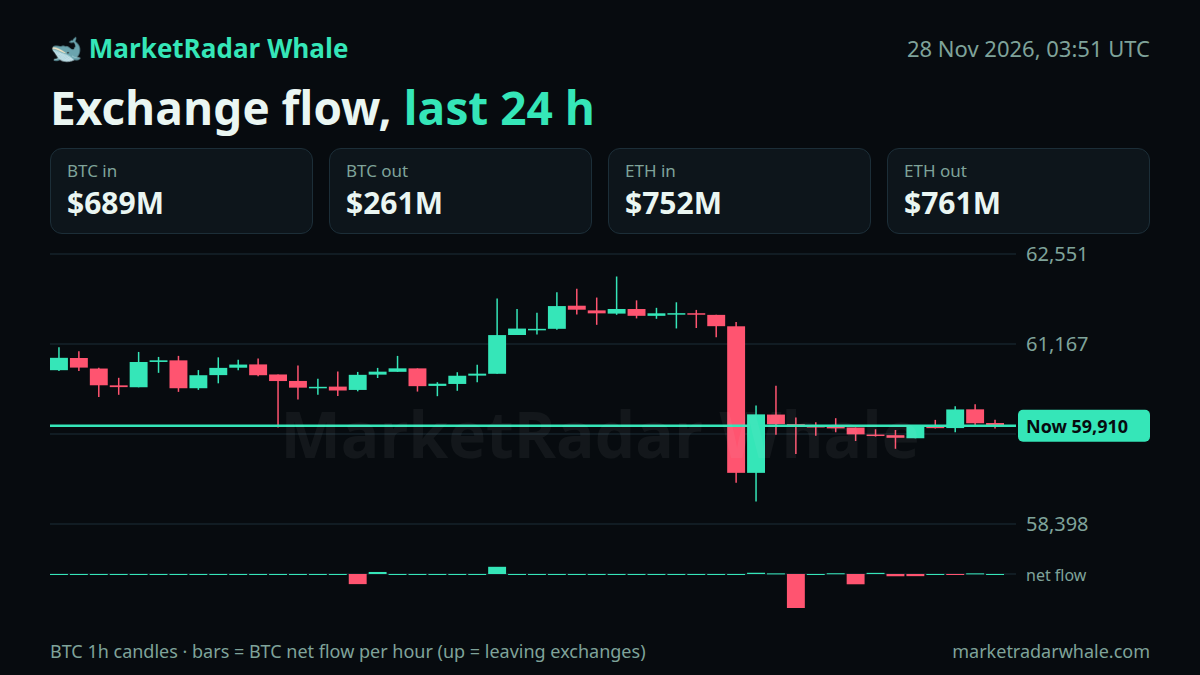 🐋 MarketRadar Whale
28 Nov 2026, 03:51 UTC
Exchange flow, last 24 h
BTC in
$689M
BTC out
$261M
ETH in
$752M
ETH out
$761M
62,551
61,167
MarketRadar Whale
Now 59,910
58,398
net flow
BTC 1h candles · bars = BTC net flow per hour (up = leaving exchanges)
marketradarwhale.com